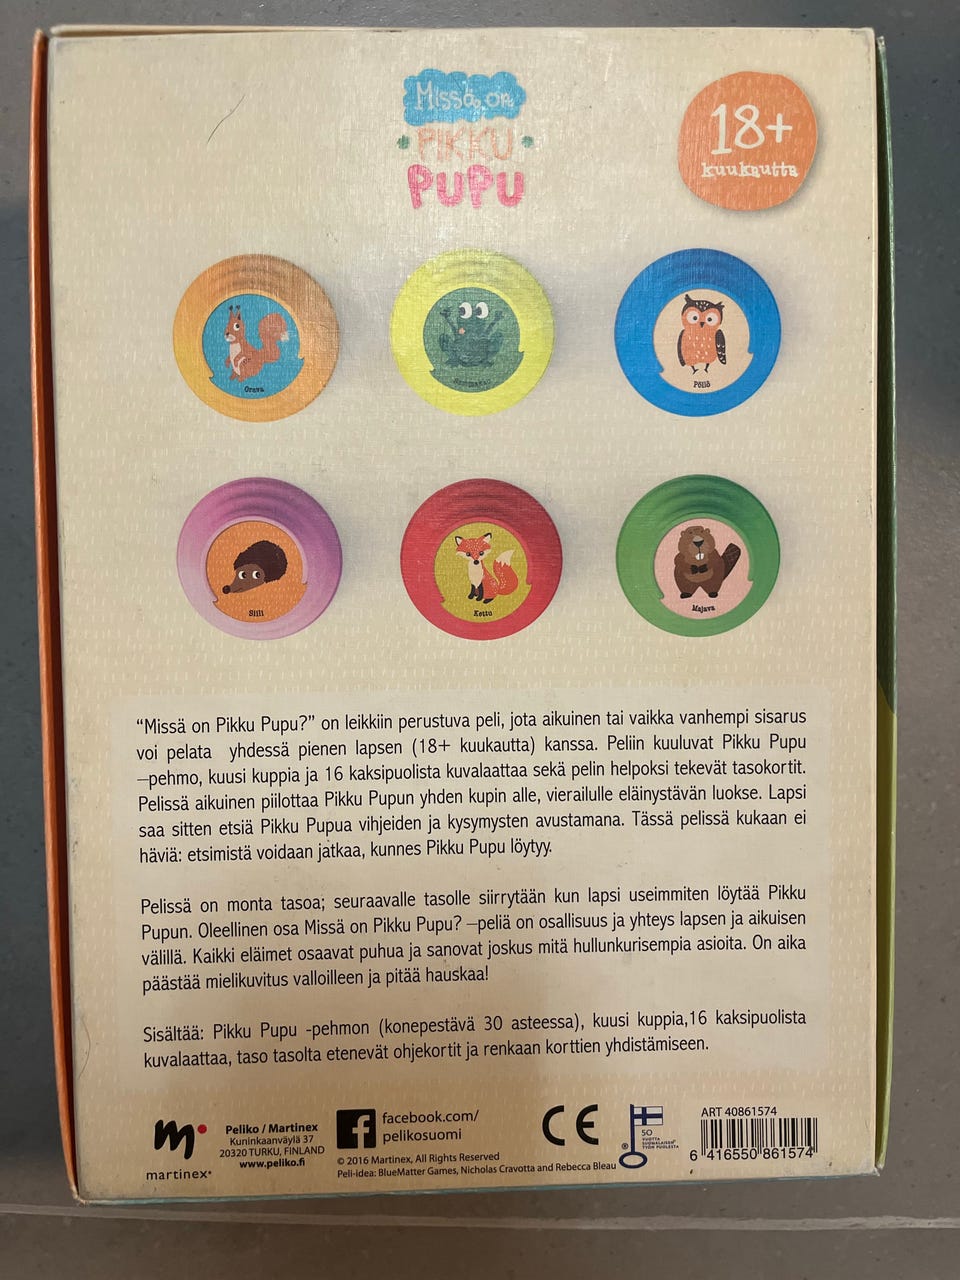 Missä on
PIKKU
PUPU
18+
kuukautta
Orava
Sammakko
Pöllö
Siili
Kettu
Majava
“Missä on Pikku Pupu?” on leikkiin perustuva peli, jota aikuinen tai vaikka vanhempi sisarus
voi pelata yhdessä pienen lapsen (18+ kuukautta) kanssa. Peliin kuuluvat Pikku Pupu
–pehmo, kuusi kuppia ja 16 kaksipuolista kuvalaattaa sekä pelin helpoksi tekevät tasokortit.
Pelissä aikuinen piilottaa Pikku Pupun yhden kupin alle, vierailulle eläinystävän luokse. Lapsi
saa sitten etsiä Pikku Pupua vihjeiden ja kysymysten avustamana. Tässä pelissä kukaan ei
häviä: etsimistä voidaan jatkaa, kunnes Pikku Pupu löytyy.
Pelissä on monta tasoa; seuraavalle tasolle siirrytään kun lapsi useimmiten löytää Pikku
Pupun. Oleellinen osa Missä on Pikku Pupu? –peliä on osallisuus ja yhteys lapsen ja aikuisen
välillä. Kaikki eläimet osaavat puhua ja sanovat joskus mitä hullunkurisempia asioita. On aika
päästää mielikuvitus valloilleen ja pitää hauskaa!
Sisältää: Pikku Pupu -pehmon (konepestävä 30 asteessa), kuusi kuppia,16 kaksipuolista
kuvalaattaa, taso tasolta etenevät ohjekortit ja renkaan korttien yhdistämiseen.
m
martinex®
Peliko / Martinex
Kuninkaanväylä 37
20320 TURKU, FINLAND
www.peliko.fi
f
facebook.com/
pelikosuomi
© 2016 Martinex, All Rights Reserved
Peli-idea: BlueMatter Games, Nicholas Cravotta and Rebecca Bleau
CE
50
VUOTTA
SUOMALAISEN
TYÖN PUOLESTA
®
ART 40861574
6 416550 861574